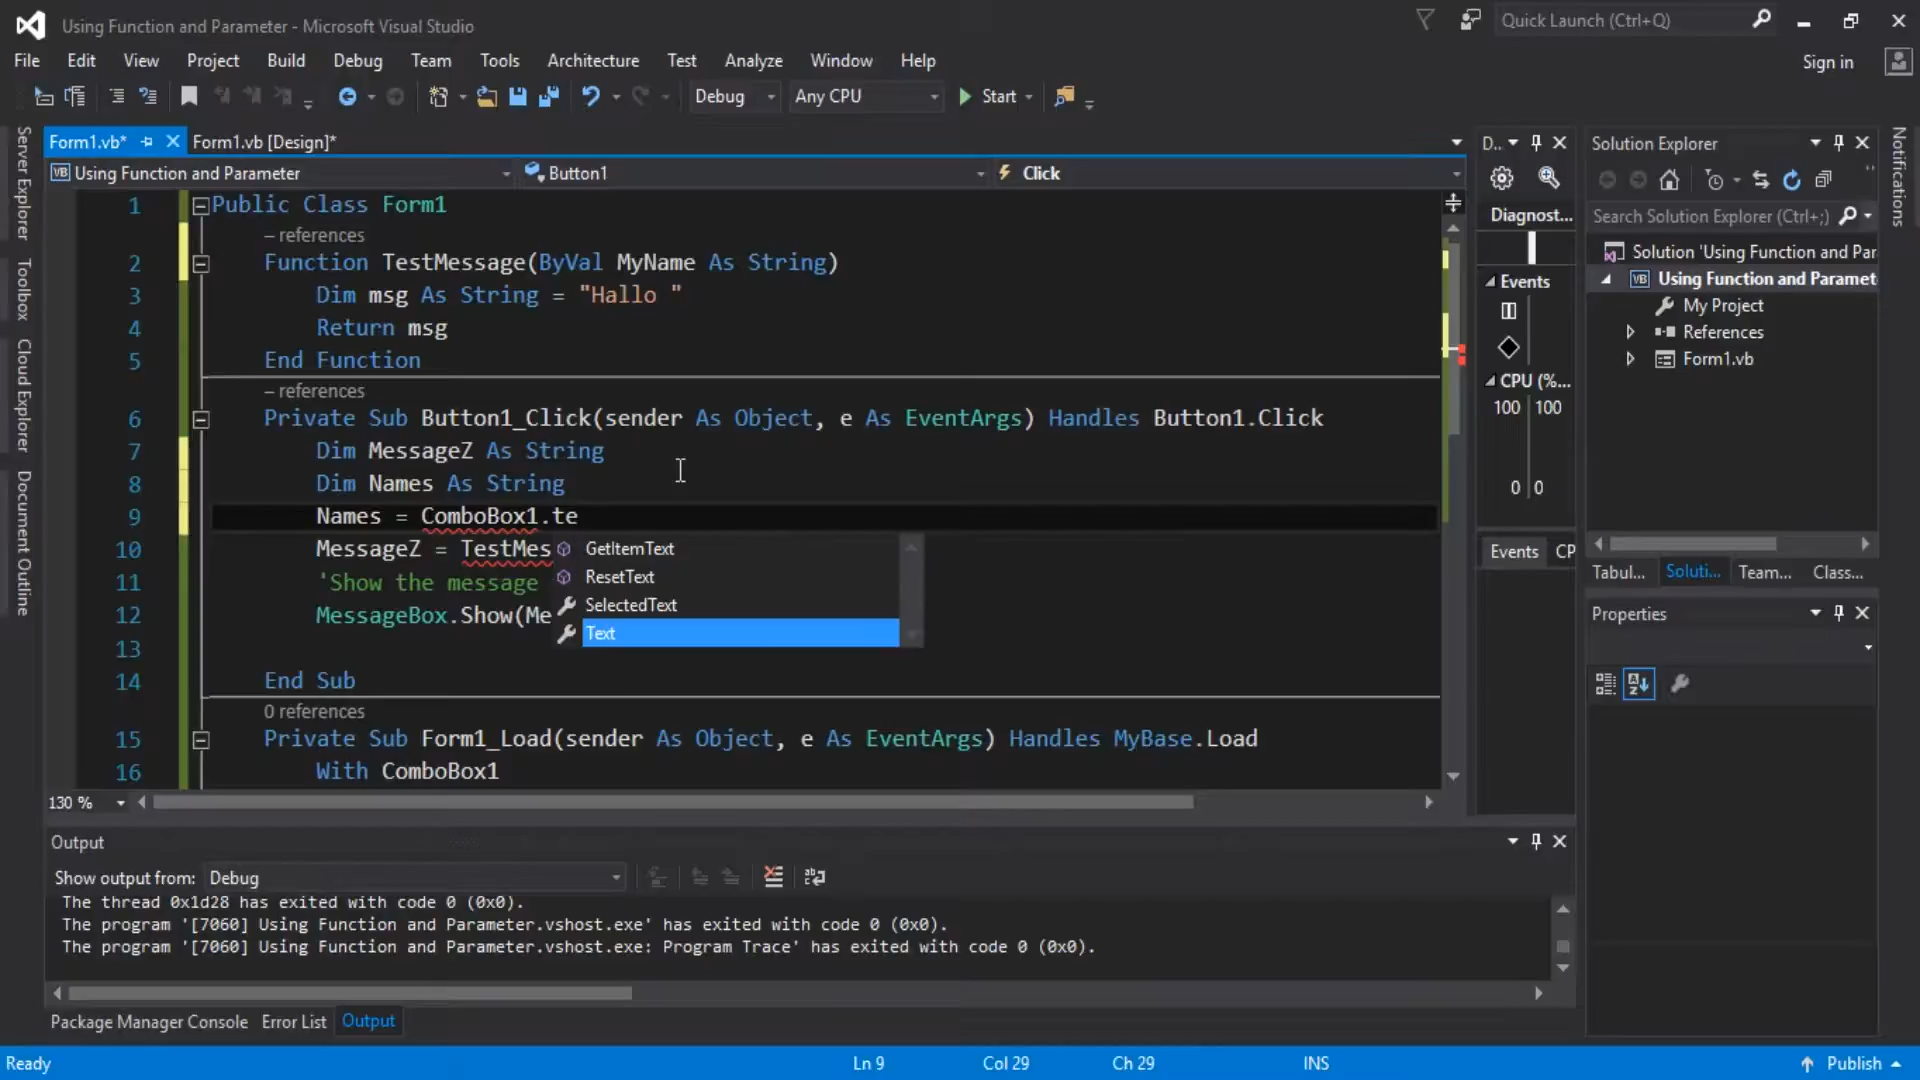 Using Function and Parameter - Microsoft Visual Studio
Quick Launch (Ctrl+Q)
File Edit View Project Build Debug Team Tools Architecture Test Analyze Window Help
Sign in
Debug Any CPU Start
Form1.vb* Form1.vb [Design]*
Using Function and Parameter Button1 Click
1 Public Class Form1
– references
2 Function TestMessage(ByVal MyName As String)
3 Dim msg As String = "Hallo "
4 Return msg
5 End Function
– references
6 Private Sub Button1_Click(sender As Object, e As EventArgs) Handles Button1.Click
7 Dim MessageZ As String
8 Dim Names As String
9 Names = ComboBox1.te
10 MessageZ = TestMes
11 'Show the message
12 MessageBox.Show(Me
13
14 End Sub
GetItemText
ResetText
SelectedText
Text
0 references
15 Private Sub Form1_Load(sender As Object, e As EventArgs) Handles MyBase.Load
16 With ComboBox1
130 %
Output
Show output from: Debug
The thread 0x1d28 has exited with code 0 (0x0).
The program '[7060] Using Function and Parameter.vshost.exe' has exited with code 0 (0x0).
The program '[7060] Using Function and Parameter.vshost.exe: Program Trace' has exited with code 0 (0x0).
Package Manager Console Error List Output
Ready Ln 9 Col 29 Ch 29 INS Publish
Server Explorer
Toolbox
Cloud Explorer
Document Outline
D...
Diagnost...
Events
CPU (%...
100 100
0 0
Events CP
Solution Explorer
Search Solution Explorer (Ctrl+;)
Solution 'Using Function and Par
Using Function and Paramet
My Project
References
Form1.vb
Tabul... Soluti... Team... Class...
Properties
Notifications